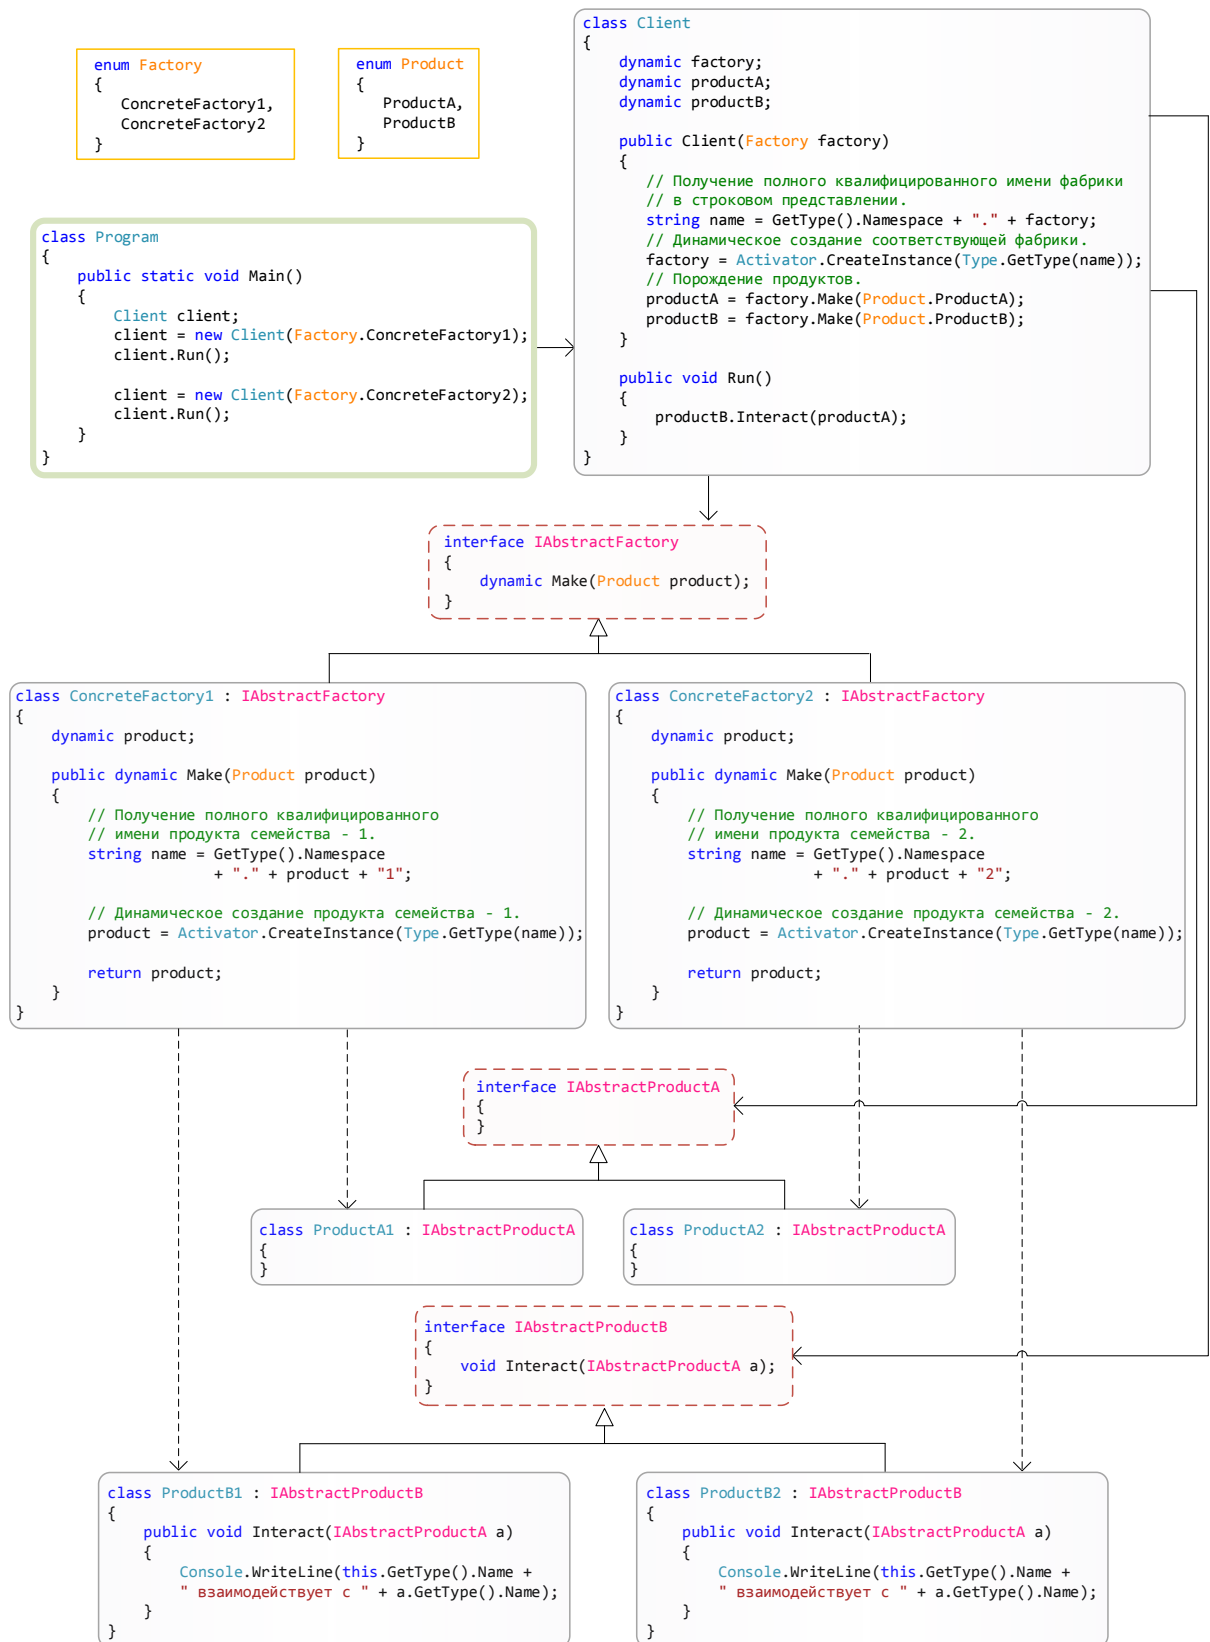 enum Factory
{
    ConcreteFactory1,
    ConcreteFactory2
}
enum Product
{
    ProductA,
    ProductB
}
class Client
{
    dynamic factory;
    dynamic productA;
    dynamic productB;
    public Client(Factory factory)
    {
        // Получение полного квалифицированного имени фабрики
        // в строковом представлении.
        string name = GetType().Namespace + "." + factory;
        // Динамическое создание соответствующей фабрики.
        factory = Activator.CreateInstance(Type.GetType(name));
        // Порождение продуктов.
        productA = factory.Make(Product.ProductA);
        productB = factory.Make(Product.ProductB);
    }
    public void Run()
    {
        productB.Interact(productA);
    }
}
class Program
{
    public static void Main()
    {
        Client client;
        client = new Client(Factory.ConcreteFactory1);
        client.Run();
        client = new Client(Factory.ConcreteFactory2);
        client.Run();
    }
}
interface IAbstractFactory
{
    dynamic Make(Product product);
}
class ConcreteFactory1 : IAbstractFactory
{
    dynamic product;
    public dynamic Make(Product product)
    {
        // Получение полного квалифицированного
        // имени продукта семейства - 1.
        string name = GetType().Namespace
                      + "." + product + "1";
        // Динамическое создание продукта семейства - 1.
        product = Activator.CreateInstance(Type.GetType(name));
        return product;
    }
}
class ConcreteFactory2 : IAbstractFactory
{
    dynamic product;
    public dynamic Make(Product product)
    {
        // Получение полного квалифицированного
        // имени продукта семейства - 2.
        string name = GetType().Namespace
                      + "." + product + "2";
        // Динамическое создание продукта семейства - 2.
        product = Activator.CreateInstance(Type.GetType(name));
        return product;
    }
}
interface IAbstractProductA
{
}
class ProductA1 : IAbstractProductA
{
}
class ProductA2 : IAbstractProductA
{
}
interface IAbstractProductB
{
    void Interact(IAbstractProductA a);
}
class ProductB1 : IAbstractProductB
{
    public void Interact(IAbstractProductA a)
    {
        Console.WriteLine(this.GetType().Name +
        " взаимодействует с " + a.GetType().Name);
    }
}
class ProductB2 : IAbstractProductB
{
    public void Interact(IAbstractProductA a)
    {
        Console.WriteLine(this.GetType().Name +
        " взаимодействует с " + a.GetType().Name);
    }
}